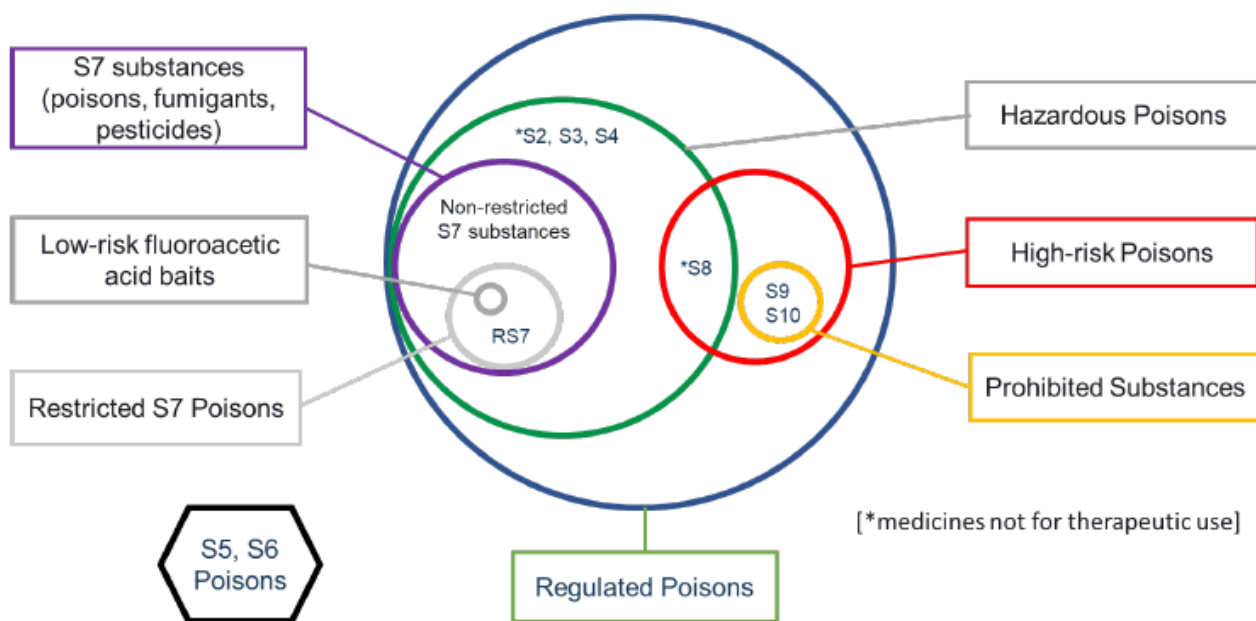 S7 substances
(poisons, fumigants,
pesticides)
Low-risk fluoroacetic
acid baits
Restricted S7 Poisons
*S2, S3, S4
Non-restricted
S7 substances
RS7
*S8
S9
S10
Hazardous Poisons
High-risk Poisons
Prohibited Substances
S5, S6
Poisons
Regulated Poisons
[*medicines not for therapeutic use]